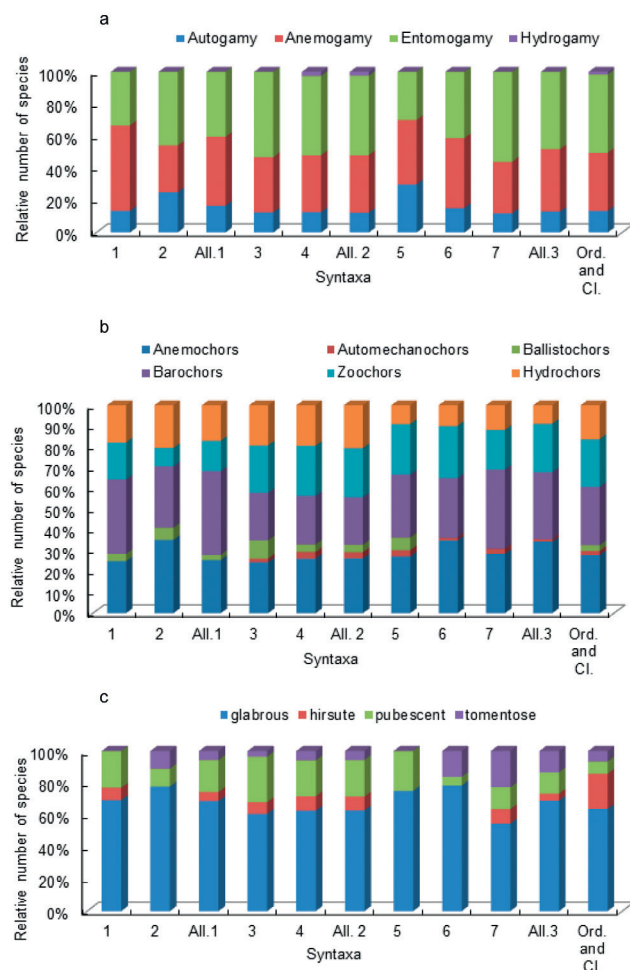 a
Autogamy Anemogamy Entomogamy Hydrogamy
Relative number of species
100%
80%
60%
40%
20%
0%
1 2 All.1 3 4 All. 2 5 6 7 All.3 Ord.
and
Cl.
Syntaxa
b
Anemochors Automechanochors Ballistochors
Barochors Zoochors Hydrochors
Relative number of species
100%
90%
80%
70%
60%
50%
40%
30%
20%
10%
0%
1 2 All.1 3 4 All. 2 5 6 7 All.3 Ord.
and
Cl.
Syntaxa
c
glabrous hirsute pubescent tomentose
Relative number of species
100%
80%
60%
40%
20%
0%
1 2 All.1 3 4 All. 2 5 6 7 All.3 Ord.
and
Cl.
Syntaxa